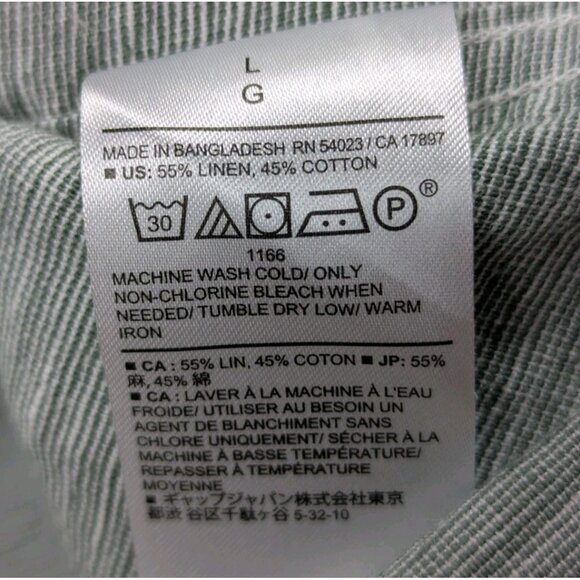 L
G
MADE IN BANGLADESH RN 54023 / CA 17897
■ US: 55% LINEN, 45% COTTON
30 P ®
1166
MACHINE WASH COLD/ ONLY
NON-CHLORINE BLEACH WHEN
NEEDED/ TUMBLE DRY LOW/ WARM
IRON
■ CA : 55% LIN, 45% COTON ■ JP: 55%
麻, 45% 綿
■ CA : LAVER À LA MACHINE À L'EAU
FROIDE/ UTILISER AU BESOIN UN
AGENT DE BLANCHIMENT SANS
CHLORE UNIQUEMENT/ SÉCHER À LA
MACHINE À BASSE TEMPÉRATURE/
REPASSER À TEMPÉRATURE
MOYENNE
■ ギャップジャパン株式会社東京
都渋谷区千駄ヶ谷 5-32-10